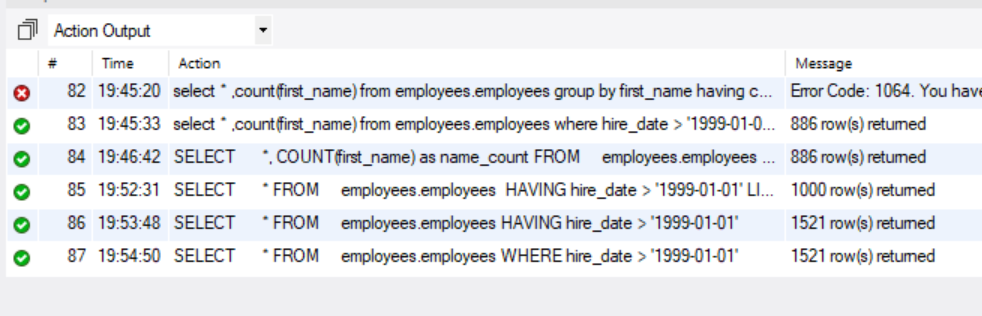 Action Output
# Time Action Message
82 19:45:20 select * ,count(first_name) from employees.employees group by first_name having c... Error Code: 1064. You have
83 19:45:33 select * ,count(first_name) from employees.employees where hire_date > '1999-01-0... 886 row(s) returned
84 19:46:42 SELECT *, COUNT(first_name) as name_count FROM employees.employees ... 886 row(s) returned
85 19:52:31 SELECT * FROM employees.employees HAVING hire_date > '1999-01-01' LI... 1000 row(s) returned
86 19:53:48 SELECT * FROM employees.employees HAVING hire_date > '1999-01-01' 1521 row(s) returned
87 19:54:50 SELECT * FROM employees.employees WHERE hire_date > '1999-01-01' 1521 row(s) returned